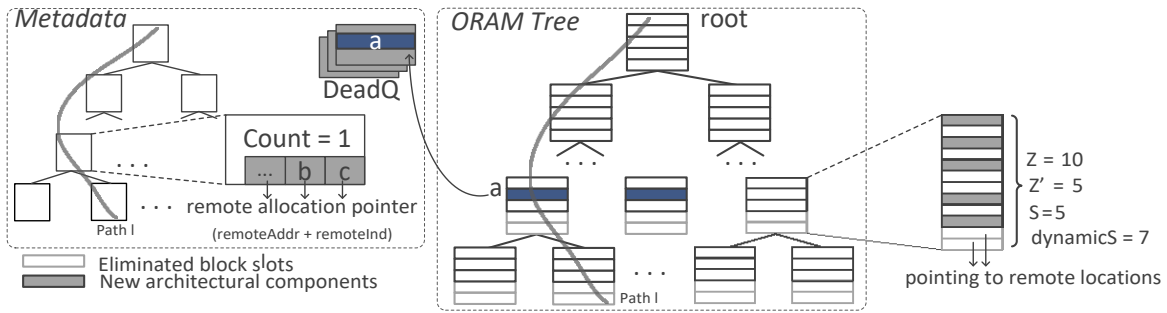 Metadata
a
DeadQ
Count = 1
... b c
. . .
. . . remote allocation pointer
Path l
(remoteAddr + remoteInd)
Eliminated block slots
New architectural components
ORAM Tree
root
. . . . . .
a
. . .
Path l
Z = 10
Z' = 5
S=5
dynamicS = 7
pointing to remote locations